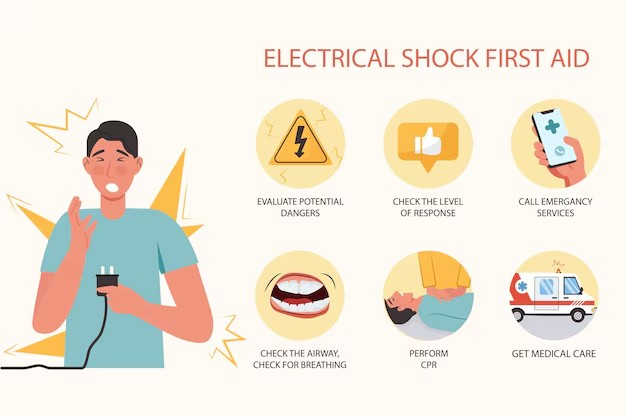 ELECTRICAL SHOCK FIRST AID
EVALUATE POTENTIAL
DANGERS
CHECK THE LEVEL
OF RESPONSE
CALL EMERGANCY
SERVICES
CHECK THE AIRWAY,
CHECK FOR BREATHING
PERFORM
CPR
GET MEDICAL CARE